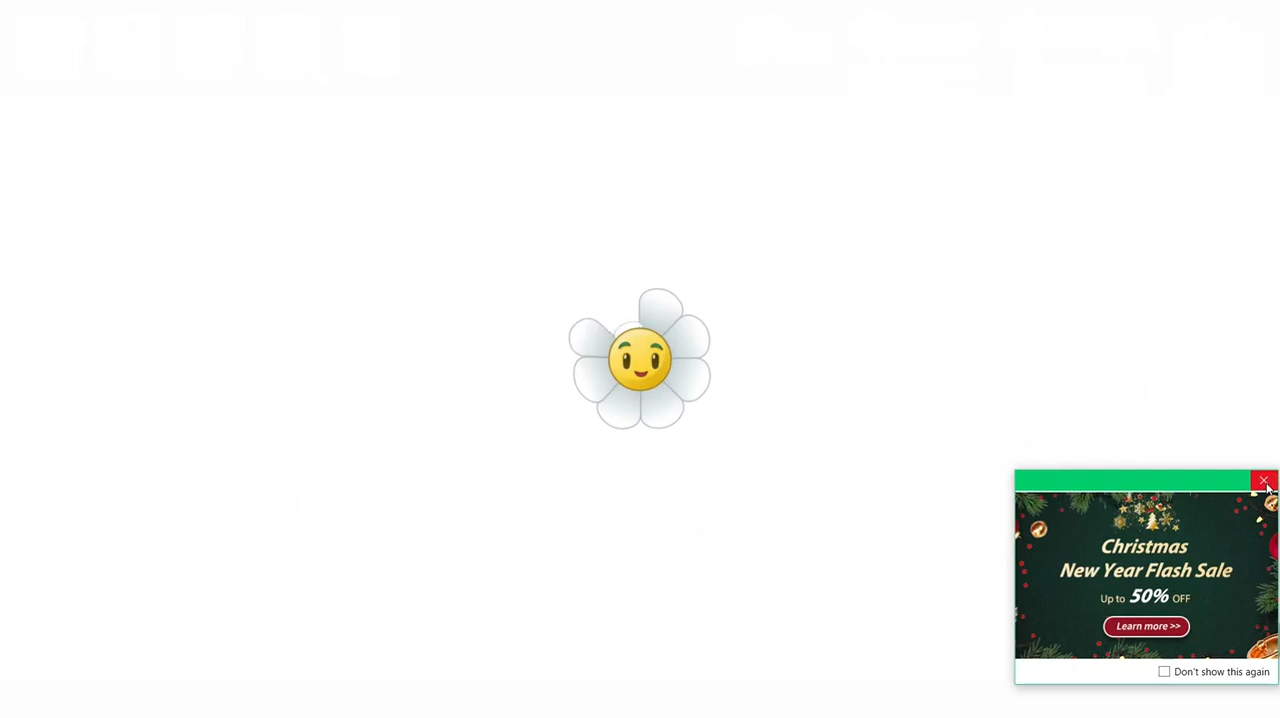 Christmas
New Year Flash Sale
Up to 50% OFF
Learn more >>
Don't show this again